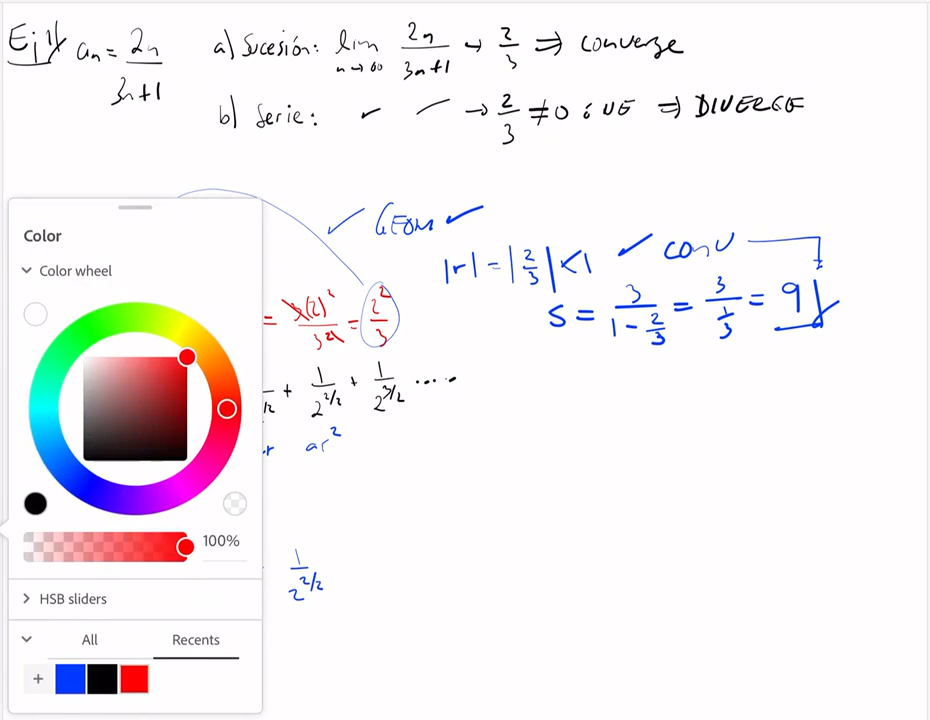 Ej 1) an = 2n / 3n+1
a) Sucesión: lim n→∞ 2n / 3n+1 → 2/3 ⇒ converge
b) Serie: → 2/3 ≠ 0 ⇒ DIVERGE
Color
Color wheel
GEOM
|r| = |2/3| < 1 conv
S = 3 / 1 - 2/3 = 3 / 1/3 = 9
= 2² / 3
+ 1/2^2/2 + 1/2^3/2 ....
ar²
100%
1/2^2/2
HSB sliders
All Recents
+